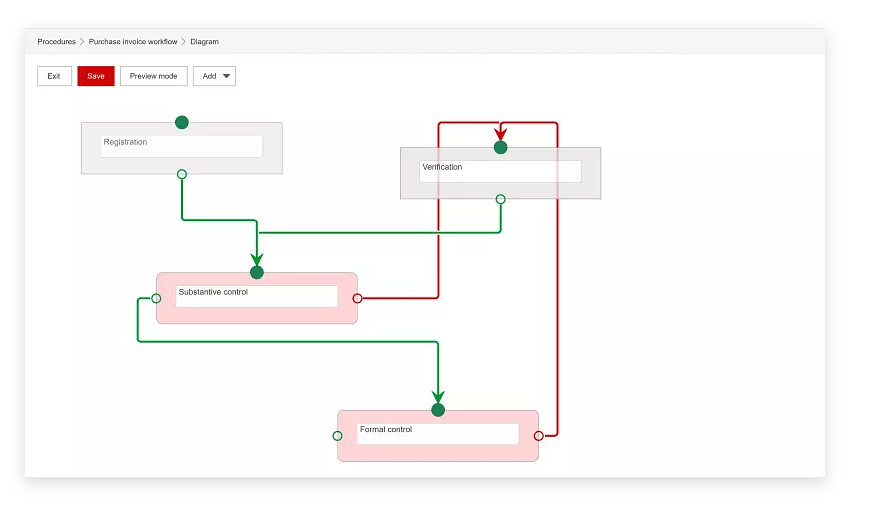 Procedures > Purchase invoice workflow > Diagram
Exit Save Preview mode Add
Registration
Verification
Substantive control
Formal control